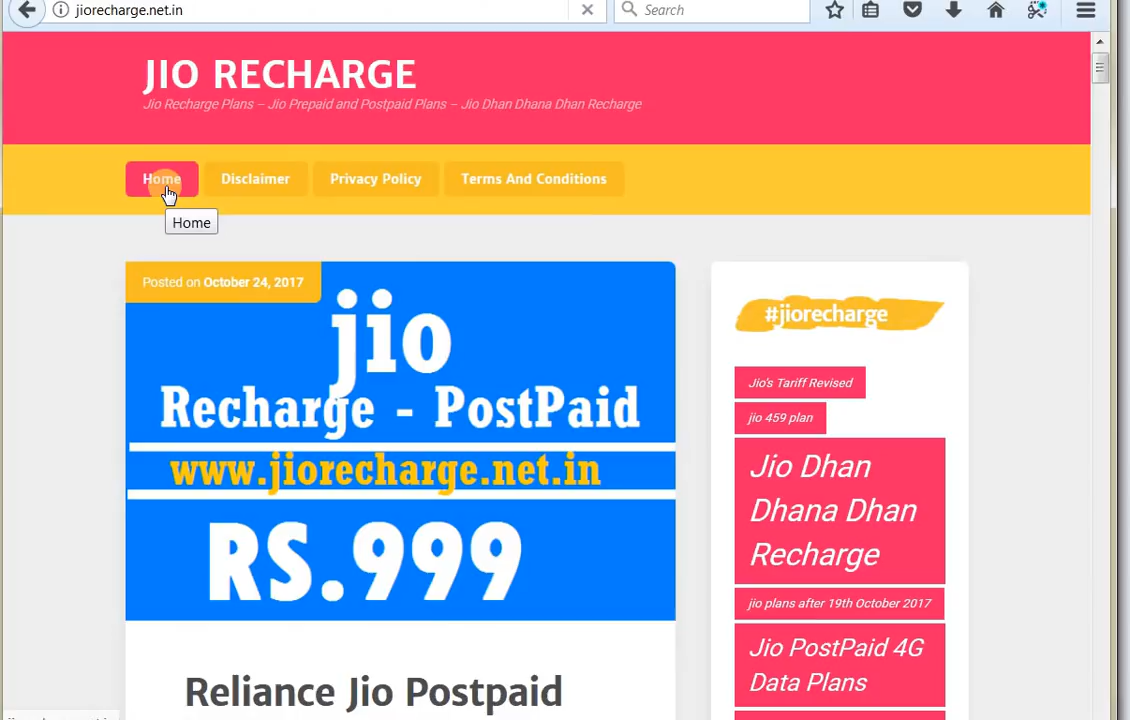 jiorecharge.net.in
Search
JIO RECHARGE
Jio Recharge Plans – Jio Prepaid and Postpaid Plans – Jio Dhan Dhana Dhan Recharge
Home
Disclaimer
Privacy Policy
Terms And Conditions
Home
Posted on October 24, 2017
jio
Recharge - PostPaid
www.jiorecharge.net.in
RS.999
Reliance Jio Postpaid
#jiorecharge
Jio's Tariff Revised
jio 459 plan
Jio Dhan
Dhana Dhan
Recharge
jio plans after 19th October 2017
Jio PostPaid 4G
Data Plans